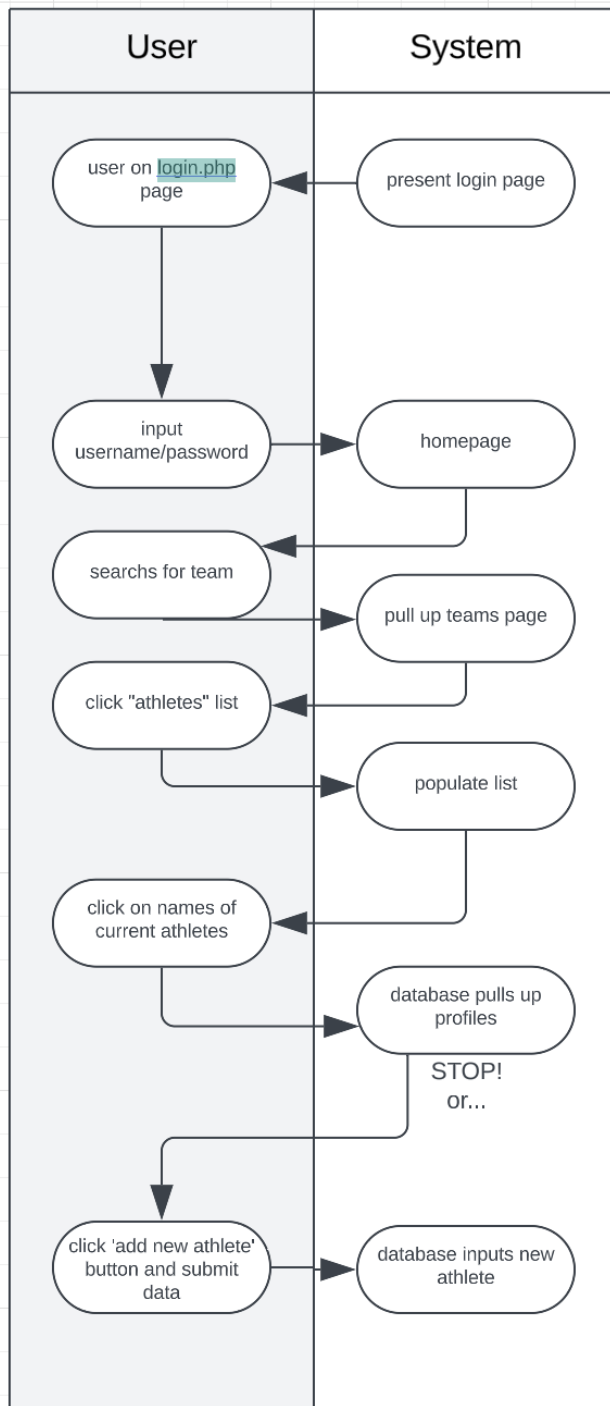 User
System
user on login.php
page
present login page
input
username/password
homepage
searchs for team
pull up teams page
click "athletes" list
populate list
click on names of
current athletes
database pulls up
profiles
STOP!
or...
click 'add new athlete'
button and submit
data
database inputs new
athlete